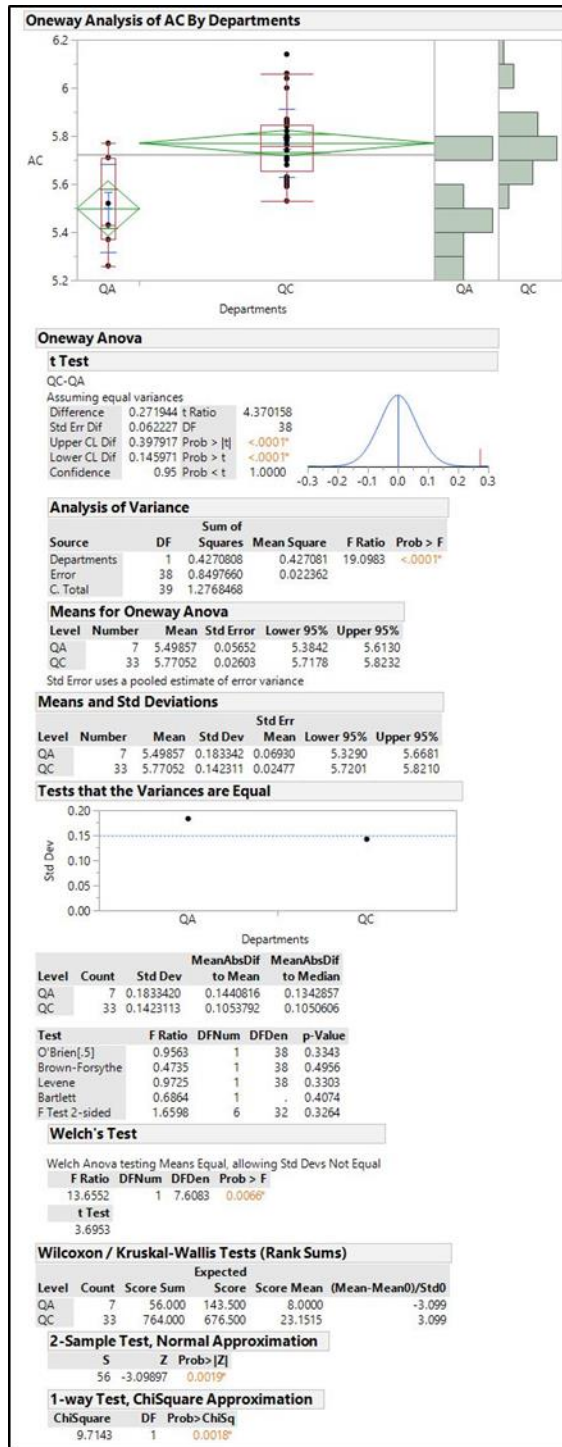 Oneway Analysis of AC By Departments
6.2
6
5.8
AC
5.6
5.4
5.2
QA QC QA QC
Departments
Oneway Anova
t Test
QC-QA
Assuming equal variances
Difference 0.271944 t Ratio 4.370158
Std Err Dif 0.062227 DF 38
Upper CL Dif 0.397917 Prob > |t| <.0001*
Lower CL Dif 0.145971 Prob > t <.0001*
Confidence 0.95 Prob < t 1.0000
-0.3 -0.2 -0.1 0.0 0.1 0.2 0.3
Analysis of Variance
Sum of
Source DF Squares Mean Square F Ratio Prob > F
Departments 1 0.4270808 0.427081 19.0983 <.0001*
Error 38 0.8497660 0.022362
C. Total 39 1.2768468
Means for Oneway Anova
Level Number Mean Std Error Lower 95% Upper 95%
QA 7 5.49857 0.05652 5.3842 5.6130
QC 33 5.77052 0.02603 5.7178 5.8232
Std Error uses a pooled estimate of error variance
Means and Std Deviations
Std Err
Level Number Mean Std Dev Mean Lower 95% Upper 95%
QA 7 5.49857 0.183342 0.06930 5.3290 5.6681
QC 33 5.77052 0.142311 0.02477 5.7201 5.8210
Tests that the Variances are Equal
0.20
0.15
Std Dev
0.10
0.05
0.00
QA QC
Departments
MeanAbsDif MeanAbsDif
Level Count Std Dev to Mean to Median
QA 7 0.1833420 0.1440816 0.1342857
QC 33 0.1423113 0.1053792 0.1050606
Test F Ratio DFNum DFDen p-Value
O'Brien[.5] 0.9563 1 38 0.3343
Brown-Forsythe 0.4735 1 38 0.4956
Levene 0.9725 1 38 0.3303
Bartlett 0.6864 1 . 0.4074
F Test 2-sided 1.6598 6 32 0.3264
Welch's Test
Welch Anova testing Means Equal, allowing Std Devs Not Equal
F Ratio DFNum DFDen Prob > F
13.6552 1 7.6083 0.0066*
t Test
3.6953
Wilcoxon / Kruskal-Wallis Tests (Rank Sums)
Expected
Level Count Score Sum Score Score Mean (Mean-Mean0)/Std0
QA 7 56.000 143.500 8.0000 -3.099
QC 33 764.000 676.500 23.1515 3.099
2-Sample Test, Normal Approximation
S Z Prob>|Z|
56 -3.09897 0.0019*
1-way Test, ChiSquare Approximation
ChiSquare DF Prob>ChiSq
9.7143 1 0.0018*